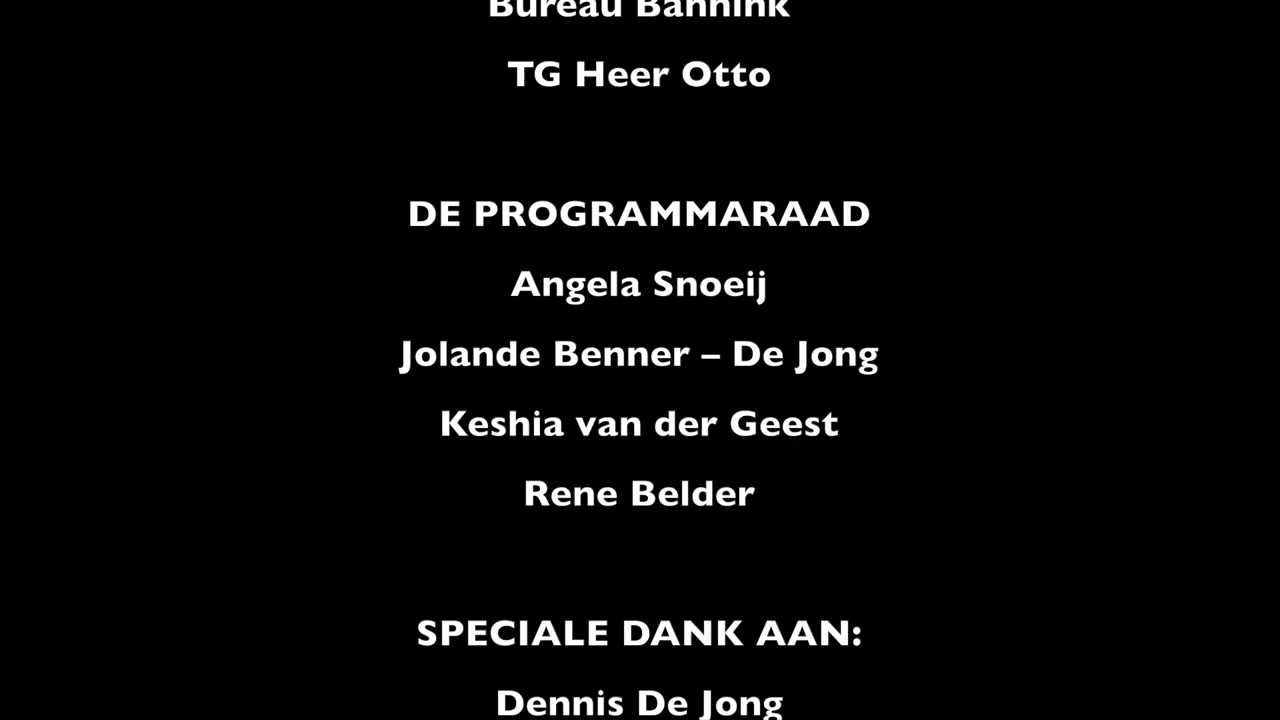 Bureau Bannink
TG Heer Otto
DE PROGRAMMARAAD
Angela Snoeij
Jolande Benner – De Jong
Keshia van der Geest
Rene Belder
SPECIALE DANK AAN:
Dennis De Jong